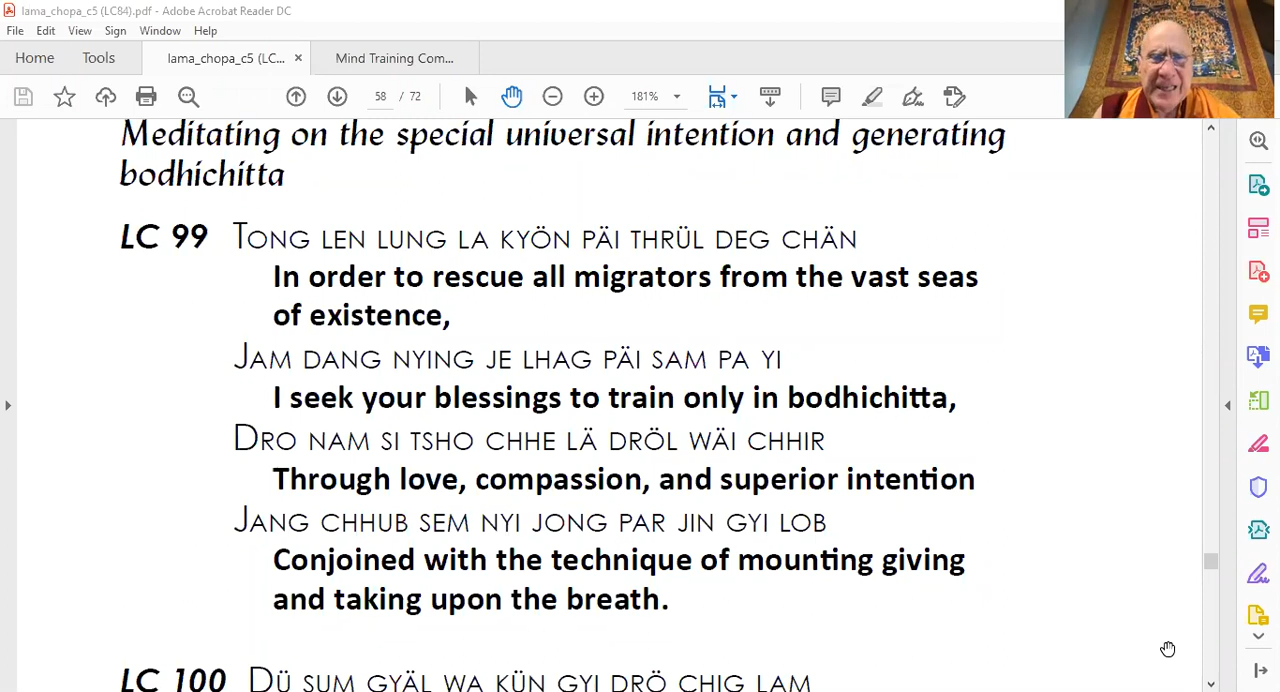 lama_chopa_c5 (LC84).pdf - Adobe Acrobat Reader DC
File Edit View Sign Window Help
Home Tools lama_chopa_c5 (LC... × Mind Training Com...
58 / 72 181%
Meditating on the special universal intention and generating
bodhichitta
LC 99 TONG LEN LUNG LA KYÖN PÄI THRÜL DEG CHÄN
In order to rescue all migrators from the vast seas
of existence,
JAM DANG NYING JE LHAG PÄI SAM PA YI
I seek your blessings to train only in bodhichitta,
DRO NAM SI TSHO CHHE LÄ DRÖL WÄI CHHIR
Through love, compassion, and superior intention
JANG CHHUB SEM NYI JONG PAR JIN GYI LOB
Conjoined with the technique of mounting giving
and taking upon the breath.
LC 100 DÜ SUM GYÄL WA KÜN GYI DRÖ CHIG LAM